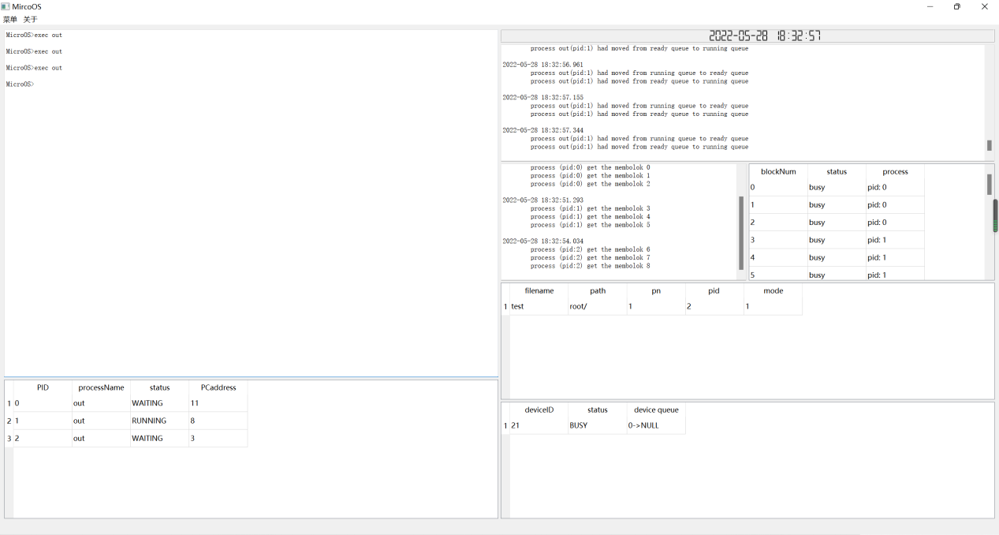 MircoOS
菜单 关于
MicroOS>exec out
MicroOS>exec out
MicroOS>exec out
MicroOS>
PID processName status PCaddress
1 0 out WAITING 11
2 1 out RUNNING 8
3 2 out WAITING 3
2022-05-28 18:32:57
process out(pid:1) had moved from ready queue to running queue
2022-05-28 18:32:56.961
process out(pid:1) had moved from running queue to ready queue
process out(pid:1) had moved from ready queue to running queue
2022-05-28 18:32:57.155
process out(pid:1) had moved from running queue to ready queue
process out(pid:1) had moved from ready queue to running queue
2022-05-28 18:32:57.344
process out(pid:1) had moved from running queue to ready queue
process out(pid:1) had moved from ready queue to running queue
process (pid:0) get the membolok 0
process (pid:0) get the membolok 1
process (pid:0) get the membolok 2
2022-05-28 18:32:51.293
process (pid:1) get the membolok 3
process (pid:1) get the membolok 4
process (pid:1) get the membolok 5
2022-05-28 18:32:54.034
process (pid:2) get the membolok 6
process (pid:2) get the membolok 7
process (pid:2) get the membolok 8
blockNum status process
0 busy pid: 0
1 busy pid: 0
2 busy pid: 0
3 busy pid: 1
4 busy pid: 1
5 busy pid: 1
filename path pn pid mode
1 test root/ 1 2 1
deviceID status device queue
1 21 BUSY 0->NULL